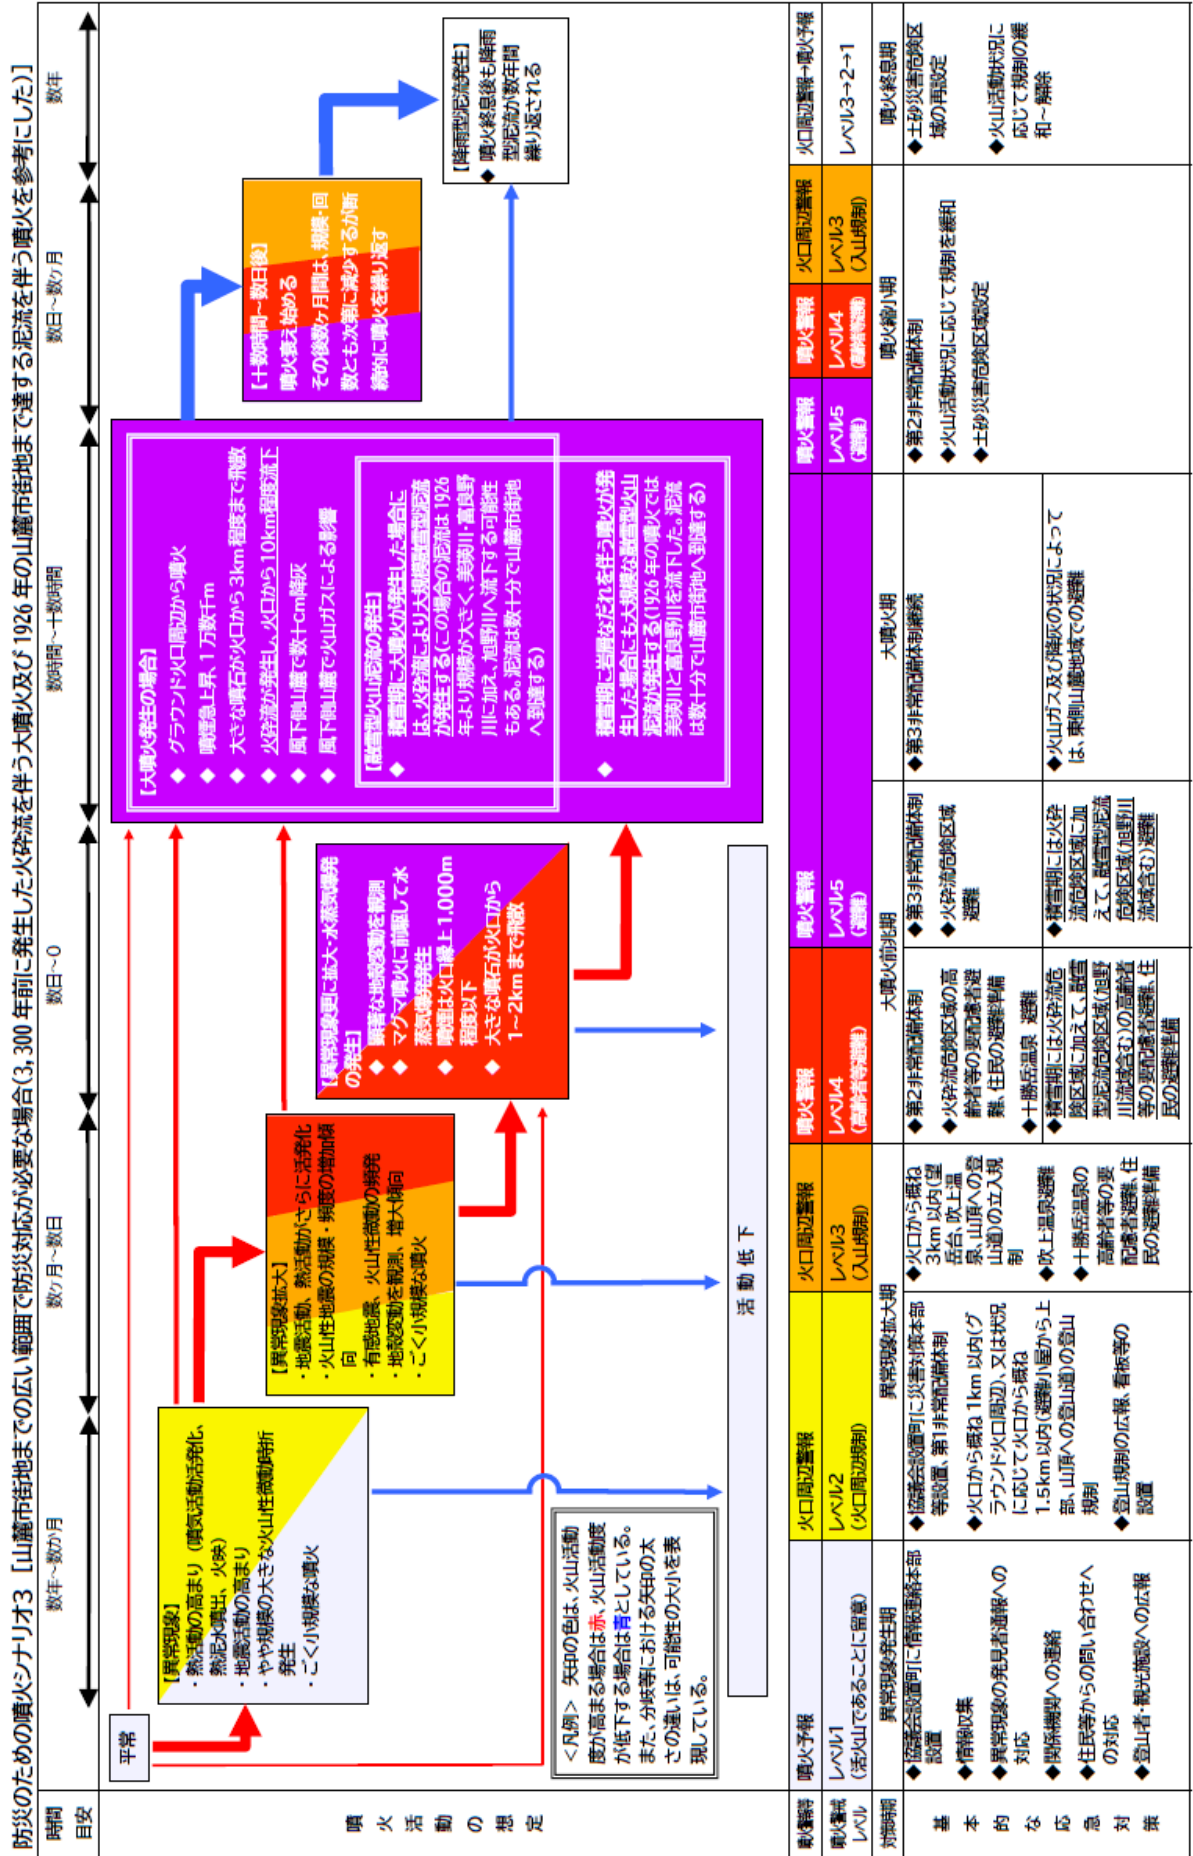 防災のための噴火シナリオ3 [山麓市街地までの広い範囲で防災対応が必要な場合(3,300年前に発生した火砕流を伴う大噴火及び1926年の山麓市街地まで達する泥流を伴う噴火を参考にした)]
時間
目安
数年~数か月
数ヶ月~数日
数日~0
数時間~十数時間
数日~数ヶ月
数年
噴火活動の想定
平常
【異常現象】
・熱活動の高まり(噴気活動活発化、
熱泥水噴出、火映)
・地震活動の高まり
・やや規模の大きな火山性微動時折
発生
・ごく小規模な噴火
【異常現象拡大】
・地震活動、熱活動がさらに活発化
・火山性地震の規模・頻度の増加傾
向
・有感地震、火山性微動の頻発
・地殻変動を観測、増大傾向
・ごく小規模な噴火
【異常現象更に拡大・水蒸気爆発
の発生】
◆ 顕著な地殻変動を観測
◆ マグマ噴火に前駆して水
蒸気爆発発生
◆ 噴煙は火口縁上1,000m
程度以下
◆ 大きな噴石が火口から
1~2kmまで飛散
【大噴火発生の場合】
◆ グラウンド火口周辺から噴火
◆ 噴煙急上昇、1万数千m
◆ 大きな噴石が火口から3km程度まで飛散
◆ 火砕流が発生し、火口から10km程度流下
◆ 風下側山麓で数十cm降灰
◆ 風下側山麓で火山ガスによる影響
【融雪型火山泥流の発生】
◆ 積雪期に大噴火が発生した場合に
は、火砕流により大規模融雪型泥流
が発生する(この場合の泥流は1926
年より規模が大きく、美瑛川・富良野
川に加え、旭野川へ流下する可能性
もある。泥流は数十分で山麓市街地
へ到達する)
◆ 積雪期に岩屑なだれを伴う噴火が発
生した場合にも大規模な融雪型火山
泥流が発生する(1926年の噴火では
美瑛川と富良野川を流下した。泥流
は数十分で山麓市街地へ到達する)
【十数時間~数日後】
噴火衰え始める
その後数ヶ月間は、規模・回
数とも次第に減少するが断
続的に噴火を繰り返す
【降雨型泥流発生】
◆ 噴火終息後も降雨
型泥流が数年間
繰り返される
<凡例> 矢印の色は、火山活動
度が高まる場合は赤、火山活動度
が低下する場合は青としている。
また、分岐等における矢印の太
さの違いは、可能性の大小を表
現している。
活動低下
噴火警報等
噴火予報
火口周辺警報
火口周辺警報
噴火警報
噴火警報
噴火警報
噴火警報
火口周辺警報
火口周辺警報→噴火予報
噴火警戒
レベル
レベル1
(活火山であることに留意)
レベル2
(火口周辺規制)
レベル3
(入山規制)
レベル4
(高齢者等避難)
レベル5
(避難)
レベル5
(避難)
レベル4
(高齢者等避難)
レベル3
(入山規制)
レベル3→2→1
対策時期
異常現象発生期
異常現象拡大期
大噴火前兆期
大噴火期
噴火縮小期
噴火終息期
基本的な応急対策
◆協議会設置町に情報連絡本部
設置
◆情報収集
◆異常現象の発見者通報への
対応
◆関係機関への連絡
◆住民等からの問い合わせへ
の対応
◆登山者・観光施設への広報
◆協議会設置町に災害対策本部
等設置、第1非常配備体制
◆火口から概ね1km以内(グ
ラウンド火口周辺)、又は状況
に応じて火口から概ね
1.5km以内(避難小屋から上
部、山頂への登山道)の登山
規制
◆登山規制の広報、看板等の
設置
◆火口から概ね
3km以内(望
岳台、吹上温
泉、山頂への登
山道)の立入規
制
◆吹上温泉避難
◆十勝岳温泉の
高齢者等の要
配慮者避難、住
民の避難準備
◆第2非常配備体制
◆火砕流危険区域の高
齢者等の要配慮者避
難、住民の避難準備
◆十勝岳温泉 避難
◆積雪期には火砕流危
険区域に加えて、融雪
型泥流危険区域(旭野
川流域含む)の高齢者
等の要配慮者避難、住
民の避難準備
◆第3非常配備体制
◆火砕流危険区域
避難
◆積雪期には火砕
流危険区域に加
えて、融雪型泥流
危険区域(旭野川
流域含む)避難
◆第3非常配備体制継続
◆火山ガス及び降灰の状況によって
は、東側山麓地域での避難
◆第2非常配備体制
◆火山活動状況に応じて規制を緩和
◆土砂災害危険区域設定
◆土砂災害危険区
域の再設定
◆火山活動状況に
応じて規制の緩
和~解除